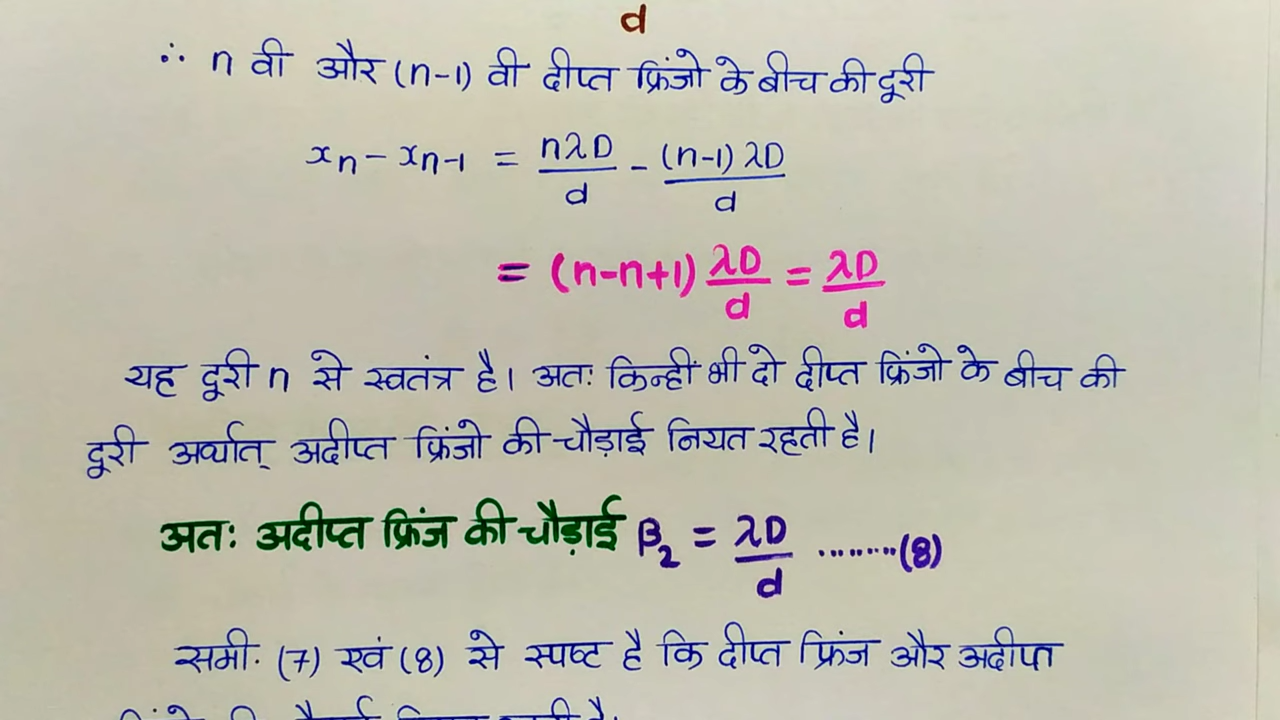 d
∴ n वी और (n-1) वी दीप्त फ्रिंजो के बीच की दूरी
xn - xn-1 = nλD/d - (n-1)λD/d
= (n-n+1) λD/d = λD/d
यह दूरी n से स्वतंत्र है। अतः किन्हीं भी दो दीप्त फ्रिंजो के बीच की
दूरी अर्थात् अदीप्त फ्रिंजो की चौड़ाई नियत रहती है।
अतः अदीप्त फ्रिंज की चौड़ाई β2 = λD/d ........(8)
समी. (7) एवं (8) से स्पष्ट है कि दीप्त फ्रिंज और अदीप्त